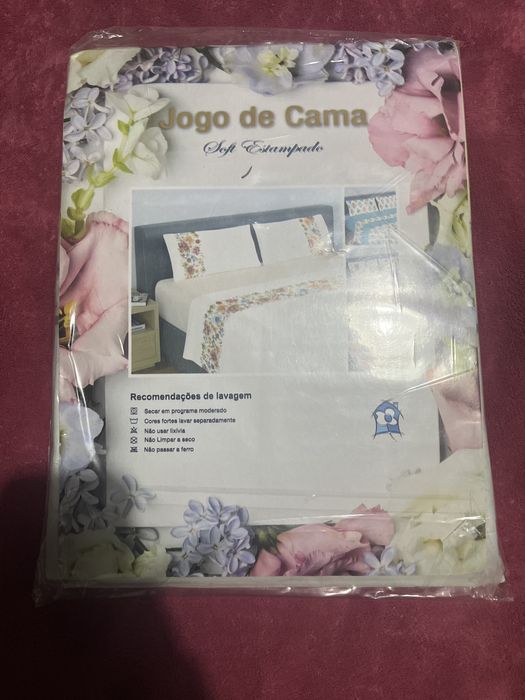 Jogo de Cama
Soft Estampado
Recomendações de lavagem
Secar em programa moderado
Cores fortes lavar separadamente
Não usar lixívia
Não Limpar a seco
Não passar a ferro